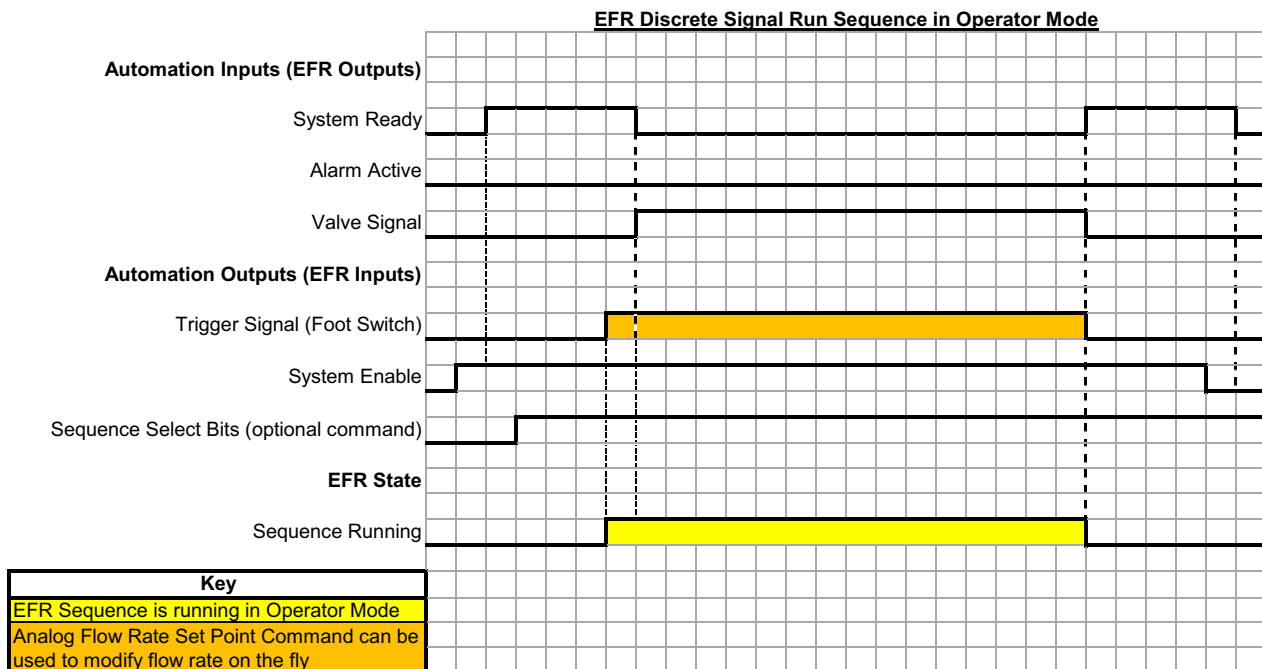 EFR Discrete Signal Run Sequence in Operator Mode
Automation Inputs (EFR Outputs)
System Ready
Alarm Active
Valve Signal
Automation Outputs (EFR Inputs)
Trigger Signal (Foot Switch)
System Enable
Sequence Select Bits (optional command)
EFR State
Sequence Running
Key
EFR Sequence is running in Operator Mode
Analog Flow Rate Set Point Command can be
used to modify flow rate on the fly